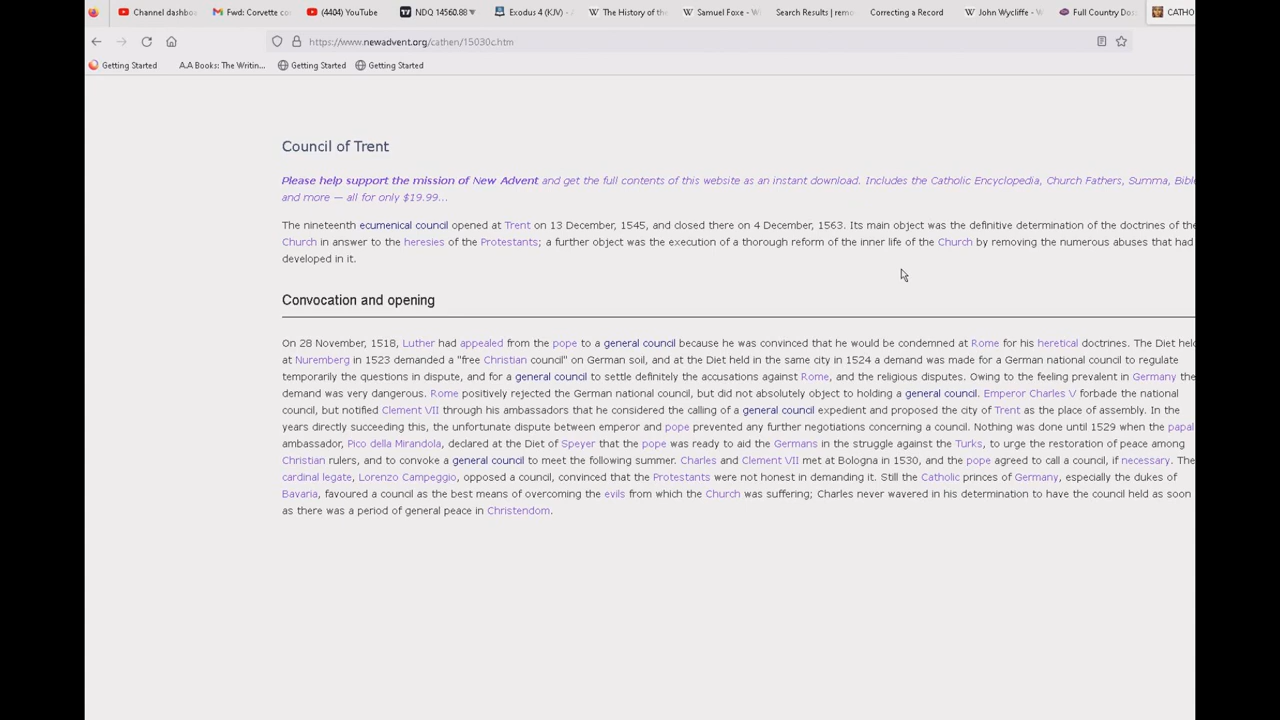 Channel dashbo
Fwd: Corvette co
(4404) YouTube
NDQ 14560.88
Exodus 4 (KJV) -
The History of the
Samuel Foxe - W
Search Results | remo
Correcting a Record
John Wycliffe - W
Full Country Dos
CATHO
https://www.newadvent.org/cathen/15030c.htm
Getting Started
A.A Books: The Writin...
Getting Started
Getting Started
Council of Trent
Please help support the mission of New Advent and get the full contents of this website as an instant download. Includes the Catholic Encyclopedia, Church Fathers, Summa, Bibl
and more — all for only $19.99...
The nineteenth ecumenical council opened at Trent on 13 December, 1545, and closed there on 4 December, 1563. Its main object was the definitive determination of the doctrines of the
Church in answer to the heresies of the Protestants; a further object was the execution of a thorough reform of the inner life of the Church by removing the numerous abuses that had
developed in it.
Convocation and opening
On 28 November, 1518, Luther had appealed from the pope to a general council because he was convinced that he would be condemned at Rome for his heretical doctrines. The Diet held
at Nuremberg in 1523 demanded a "free Christian council" on German soil, and at the Diet held in the same city in 1524 a demand was made for a German national council to regulate
temporarily the questions in dispute, and for a general council to settle definitely the accusations against Rome, and the religious disputes. Owing to the feeling prevalent in Germany the
demand was very dangerous. Rome positively rejected the German national council, but did not absolutely object to holding a general council. Emperor Charles V forbade the national
council, but notified Clement VII through his ambassadors that he considered the calling of a general council expedient and proposed the city of Trent as the place of assembly. In the
years directly succeeding this, the unfortunate dispute between emperor and pope prevented any further negotiations concerning a council. Nothing was done until 1529 when the papal
ambassador, Pico della Mirandola, declared at the Diet of Speyer that the pope was ready to aid the Germans in the struggle against the Turks, to urge the restoration of peace among
Christian rulers, and to convoke a general council to meet the following summer. Charles and Clement VII met at Bologna in 1530, and the pope agreed to call a council, if necessary. The
cardinal legate, Lorenzo Campeggio, opposed a council, convinced that the Protestants were not honest in demanding it. Still the Catholic princes of Germany, especially the dukes of
Bavaria, favoured a council as the best means of overcoming the evils from which the Church was suffering; Charles never wavered in his determination to have the council held as soon
as there was a period of general peace in Christendom.